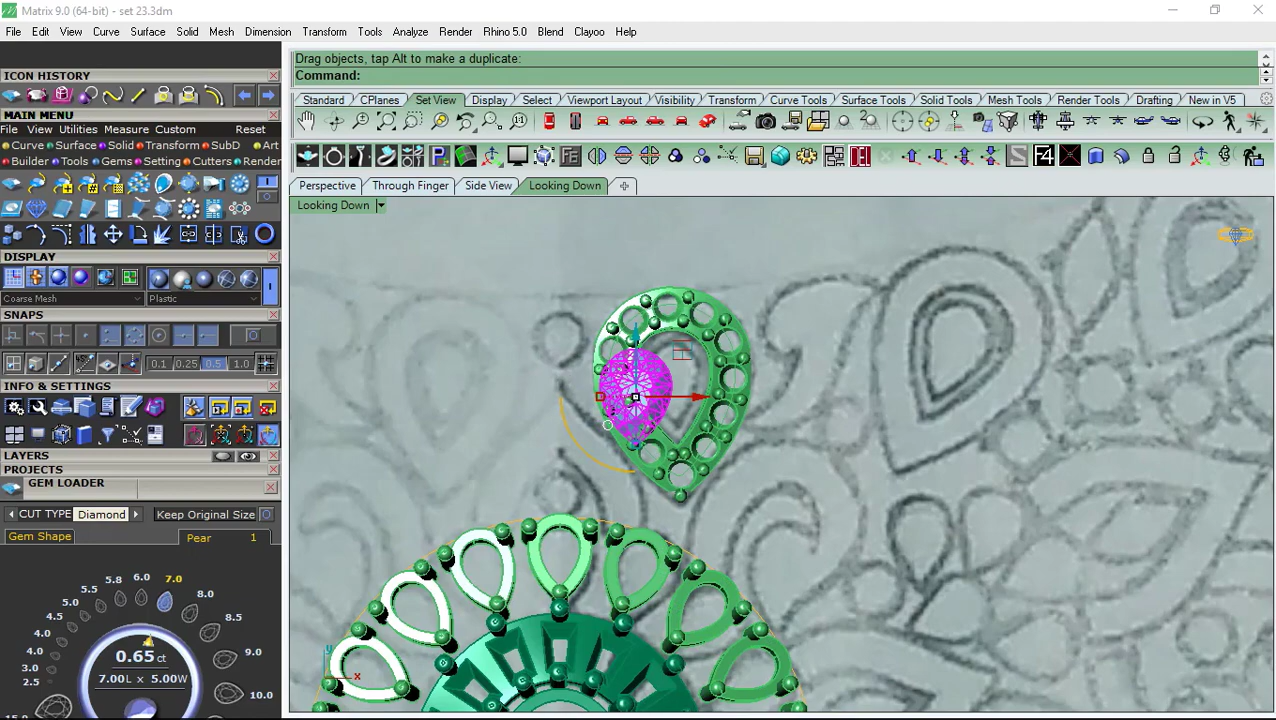 Matrix 9.0 (64-bit) - set 23.3dm
File Edit View Curve Surface Solid Mesh Dimension Transform Tools Analyze Render Rhino 5.0 Blend Clayoo Help
Drag objects, tap Alt to make a duplicate:
Command:
ICON HISTORY
Standard CPlanes Set View Display Select Viewport Layout Visibility Transform Curve Tools Surface Tools Solid Tools Mesh Tools Render Tools Drafting New in V5
MAIN MENU
File View Utilities Measure Custom Reset
Curve Surface Solid Transform SubD Art
Builder Tools Gems Setting Cutters Render
F4
Perspective Through Finger Side View Looking Down
Looking Down
DISPLAY
Coarse Mesh Plastic
SNAPS
0.1 0.25 0.5 1.0
INFO & SETTINGS
LAYERS
PROJECTS
GEM LOADER
CUT TYPE Diamond Keep Original Size
Gem Shape Pear 1
5.0 5.5 5.8 6.0 7.0 8.0 8.5
4.0 9.0
4.0
3.0
2.5 10.0
0.65 ct
7.00L x 5.00W
15.0
y
x